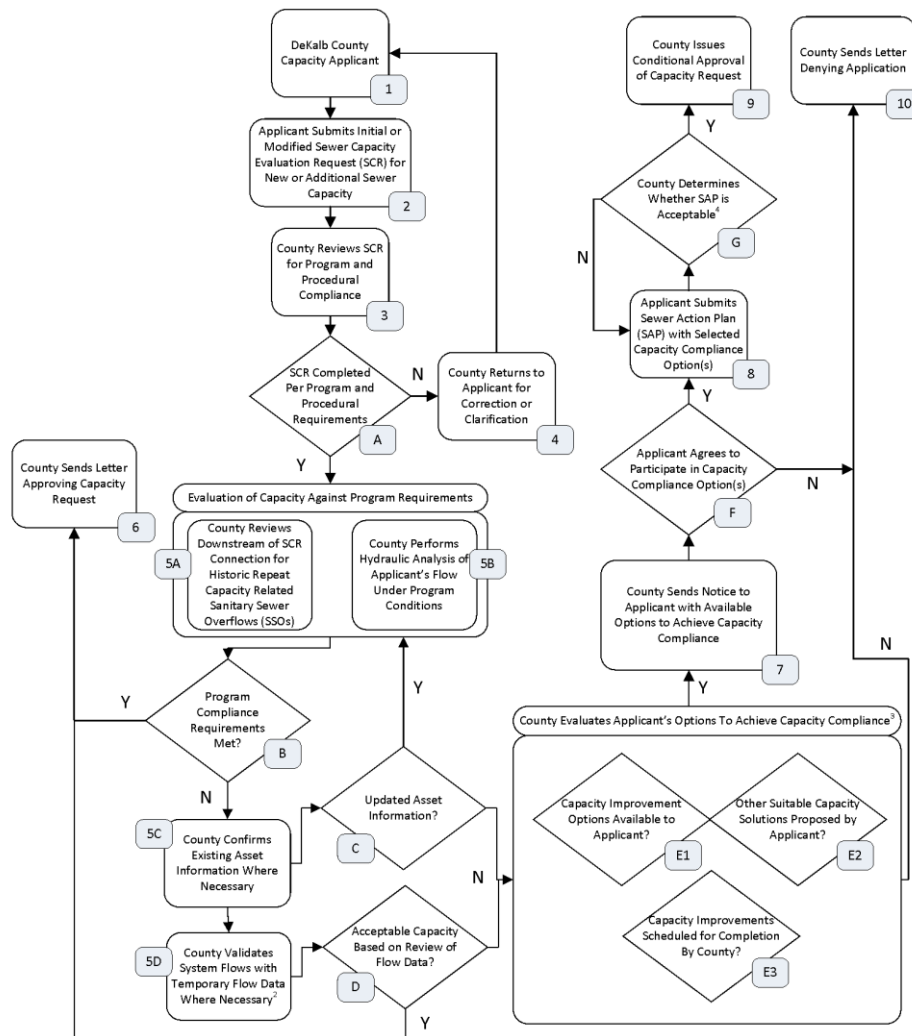 DeKalb County
Capacity Applicant
1
Applicant Submits Initial or
Modified Sewer Capacity
Evaluation Request (SCR) for
New or Additional Sewer
Capacity
2
County Reviews SCR
for Program and
Procedural
Compliance
3
SCR Completed
Per Program and
Procedural
Requirements
A
N
County Returns to
Applicant for
Correction or
Clarification
4
Y
County Sends Letter
Approving Capacity
Request
6
Evaluation of Capacity Against Program Requirements
5A
County Reviews
Downstream of SCR
Connection for
Historic Repeat
Capacity Related
Sanitary Sewer
Overflows (SSOs)
County Performs
Hydraulic Analysis of
Applicant's Flow
Under Program
Conditions
5B
Y
Program
Compliance
Requirements
Met?
B
Y
N
5C
County Confirms
Existing Asset
Information Where
Necessary
Updated Asset
Information?
C
5D
County Validates
System Flows with
Temporary Flow Data
Where Necessary²
Acceptable Capacity
Based on Review of
Flow Data?
D
N
Y
County Issues
Conditional Approval
of Capacity Request
9
Y
County Determines
Whether SAP is
Acceptable⁴
G
N
Applicant Submits
Sewer Action Plan
(SAP) with Selected
Capacity Compliance
Option(s)
8
Y
Applicant Agrees to
Participate in Capacity
Compliance Option(s)
F
N
County Sends Notice to
Applicant with Available
Options to Achieve Capacity
Compliance
7
Y
N
County Sends Letter
Denying Application
10
County Evaluates Applicant's Options To Achieve Capacity Compliance³
Capacity Improvement
Options Available to
Applicant?
E1
Other Suitable Capacity
Solutions Proposed by
Applicant?
E2
Capacity Improvements
Scheduled for Completion
By County?
E3